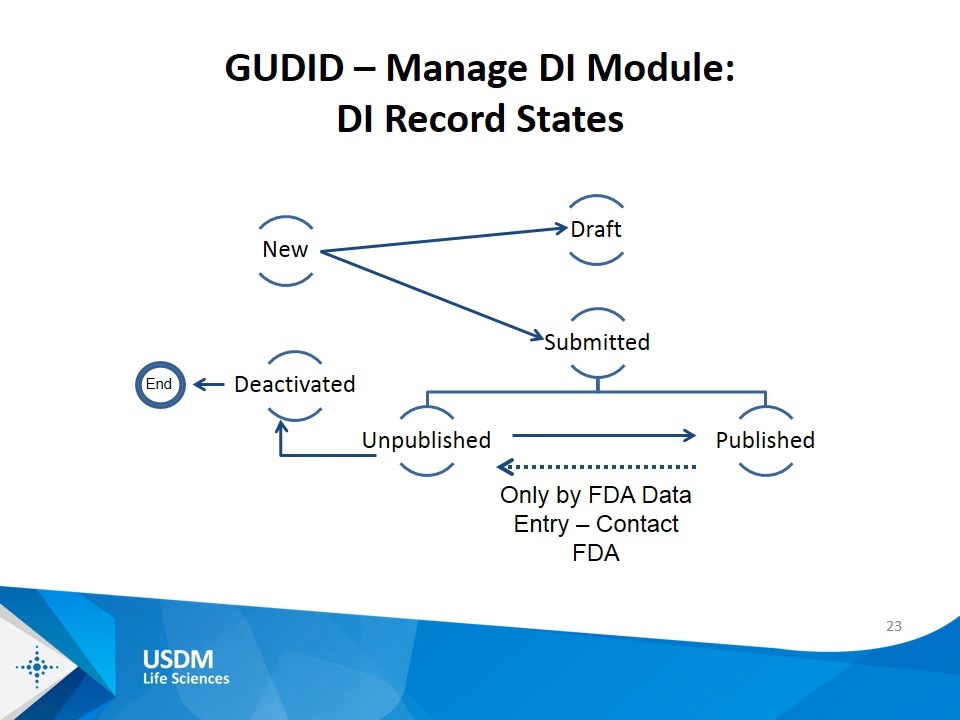 GUDID – Manage DI Module:
DI Record States
New
Draft
Submitted
End
Deactivated
Unpublished
Published
Only by FDA Data
Entry – Contact
FDA
23
USDM
Life Sciences